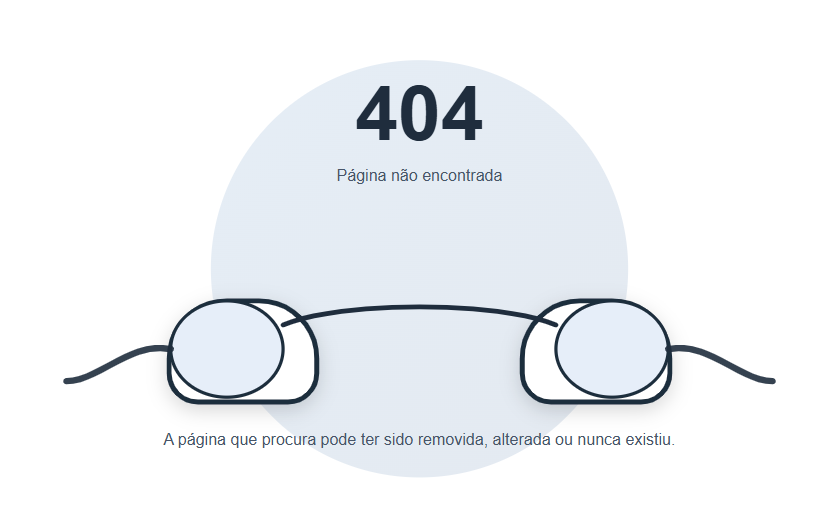 404
Página não encontrada
A página que procura pode ter sido removida, alterada ou nunca existiu.